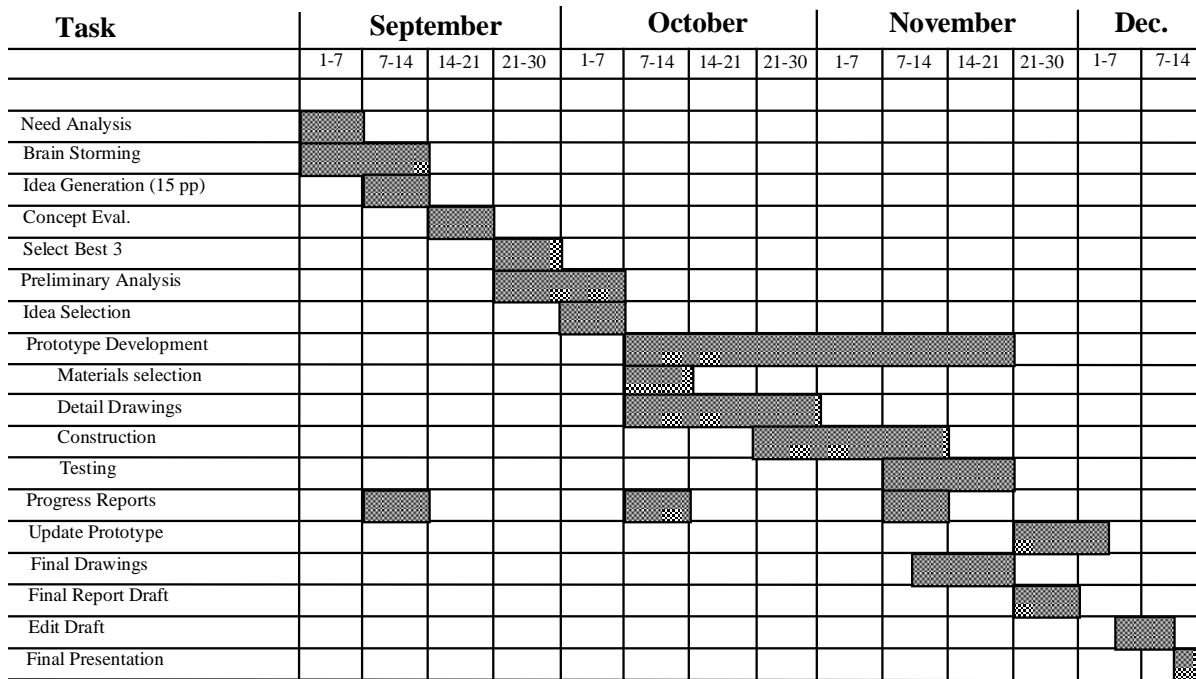 Task September October November Dec.
1-7 7-14 14-21 21-30 1-7 7-14 14-21 21-30 1-7 7-14 14-21 21-30 1-7 7-14
Need Analysis
Brain Storming
Idea Generation (15 pp)
Concept Eval.
Select Best 3
Preliminary Analysis
Idea Selection
Prototype Development
Materials selection
Detail Drawings
Construction
Testing
Progress Reports
Update Prototype
Final Drawings
Final Report Draft
Edit Draft
Final Presentation